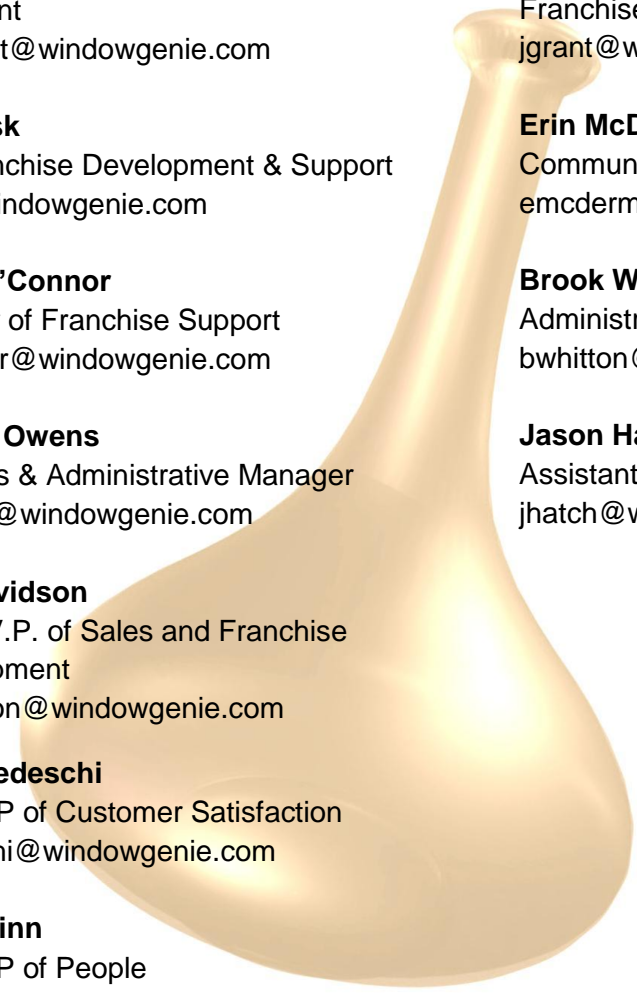 nt
t@windowgenie.com
sk
nchise Development & Support
indowgenie.com
'Connor
of Franchise Support
r@windowgenie.com
Owens
s & Administrative Manager
@windowgenie.com
vidson
V.P. of Sales and Franchise
oment
on@windowgenie.com
edeschi
P of Customer Satisfaction
ni@windowgenie.com
inn
P of People
Franchise
jgrant@w
Erin McD
Commun
emcderm
Brook W
Administr
bwhitton@
Jason Ha
Assistant
jhatch@w